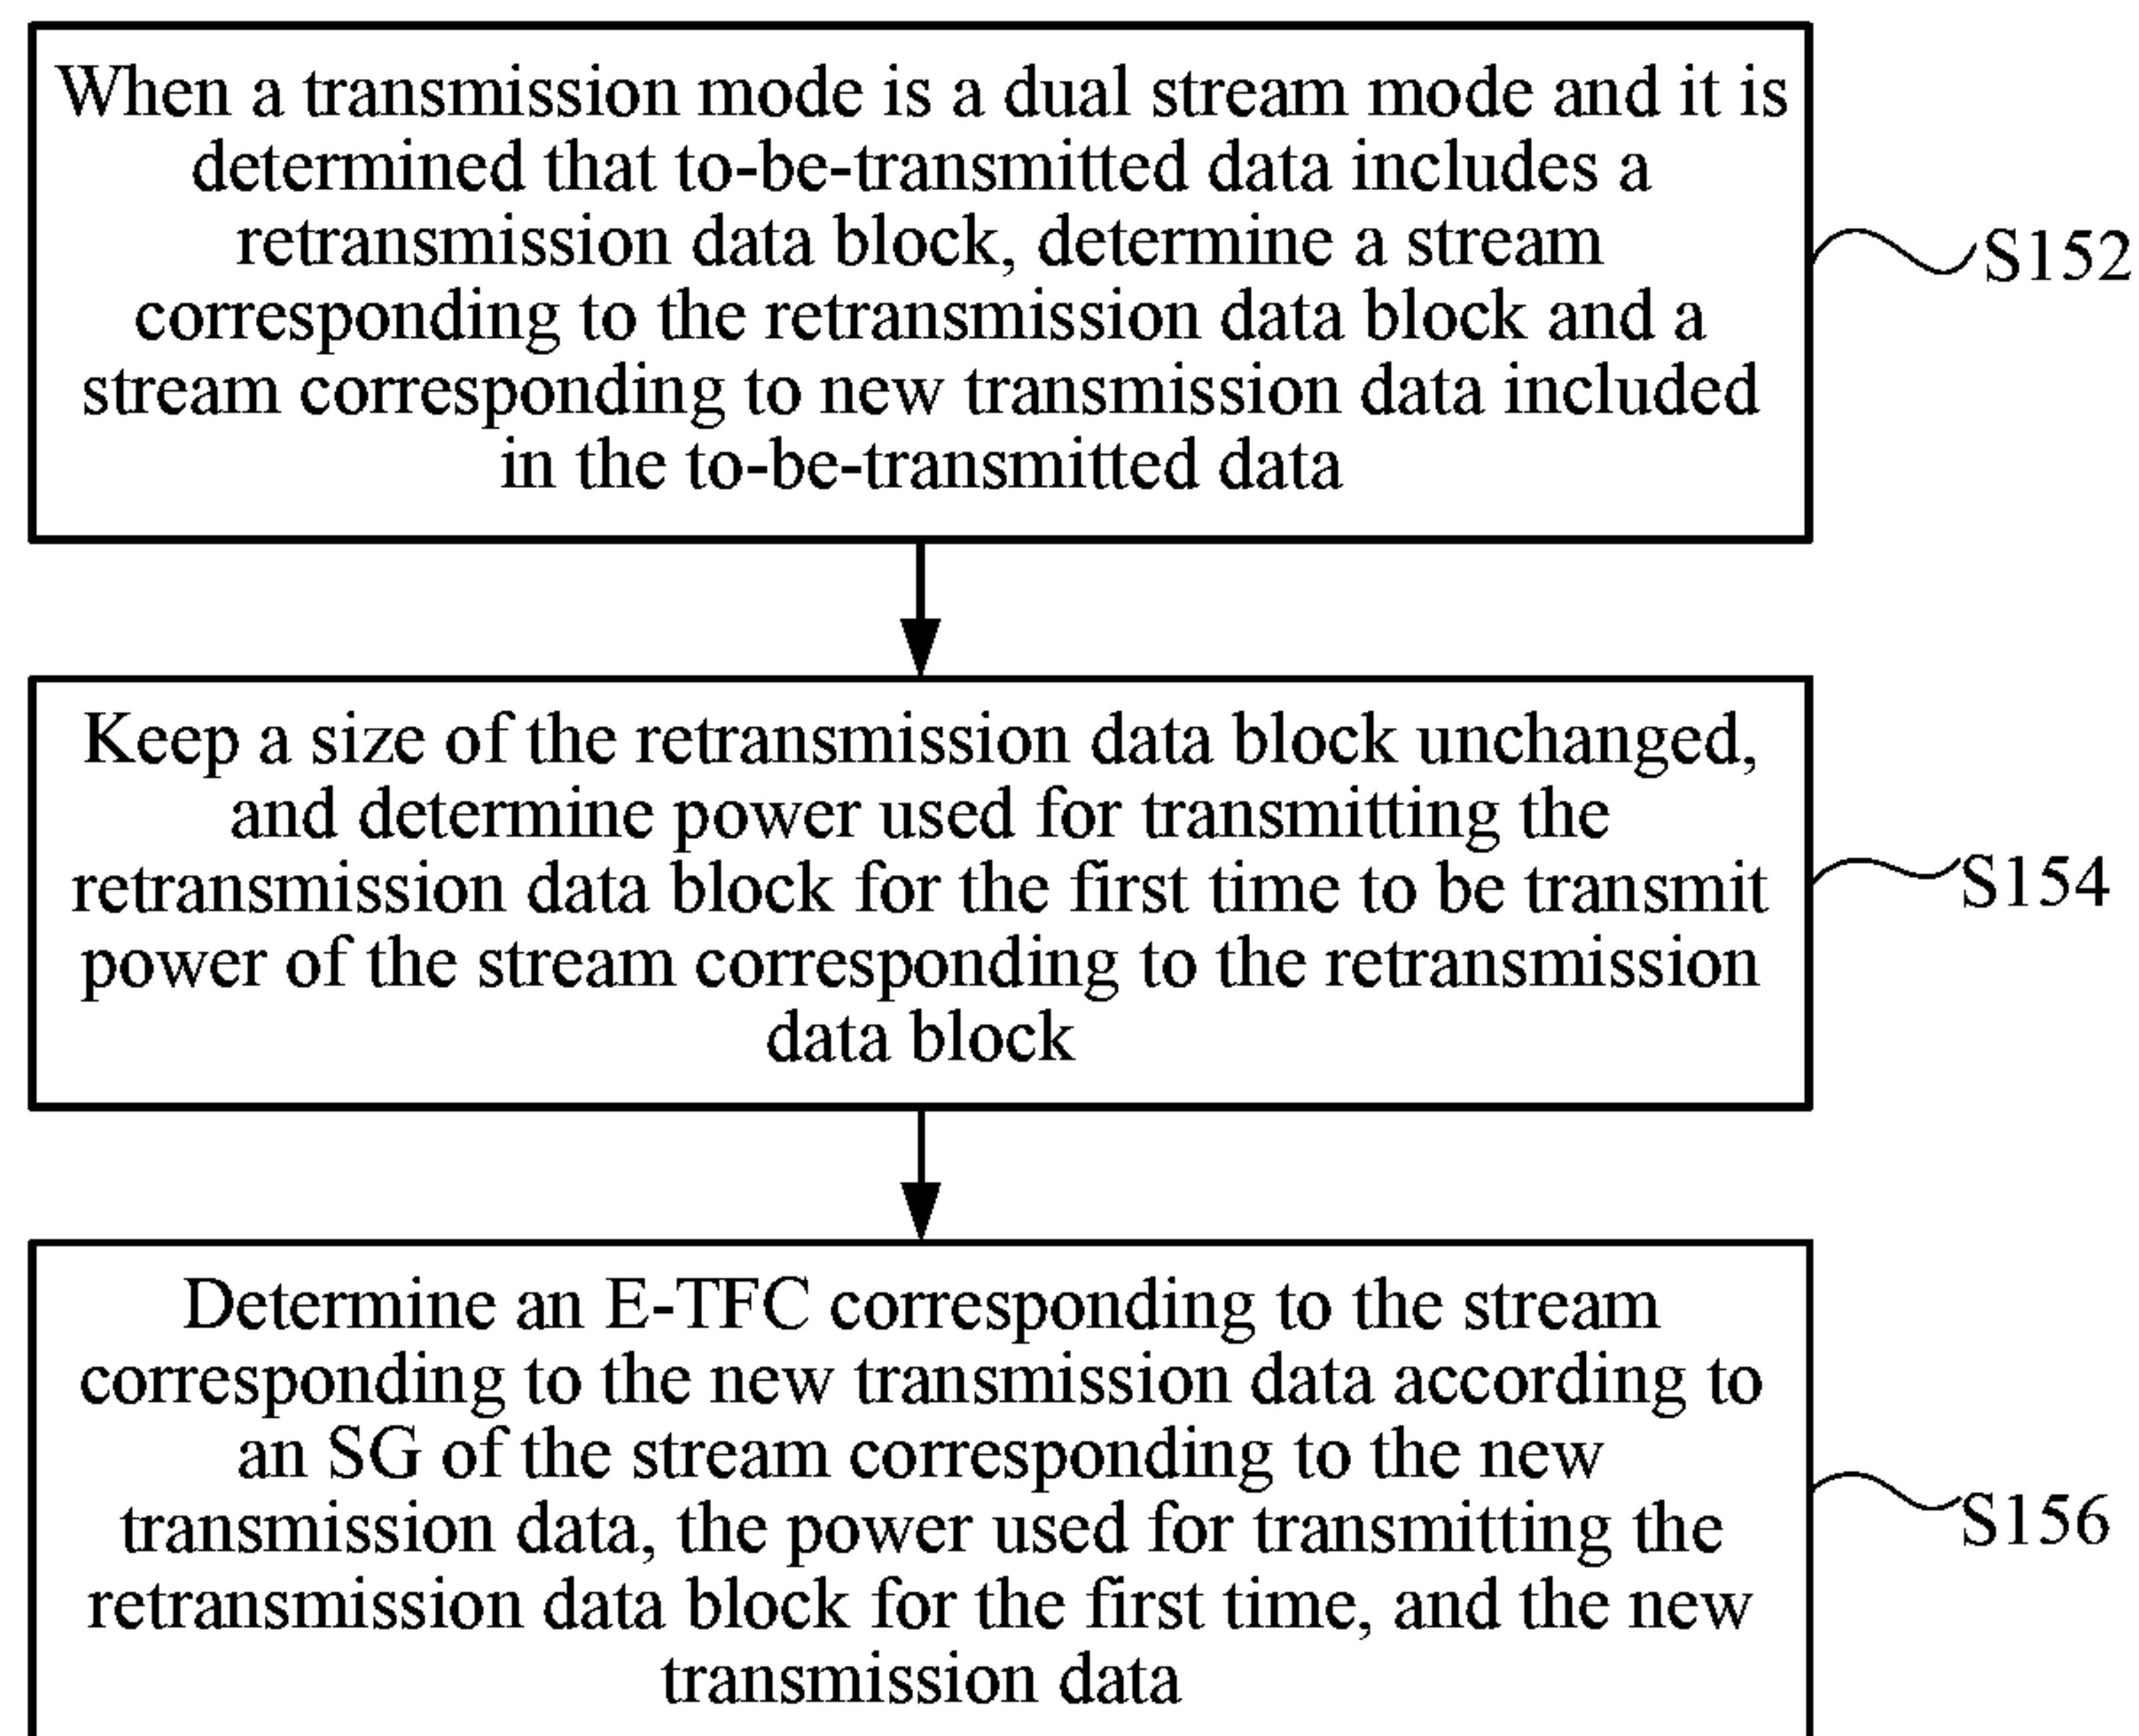 When a transmission mode is a dual stream mode and it is
determined that to-be-transmitted data includes a
retransmission data block, determine a stream
corresponding to the retransmission data block and a
stream corresponding to new transmission data included
in the to-be-transmitted data
S152
Keep a size of the retransmission data block unchanged,
and determine power used for transmitting the
retransmission data block for the first time to be transmit
power of the stream corresponding to the retransmission
data block
S154
Determine an E-TFC corresponding to the stream
corresponding to the new transmission data according to
an SG of the stream corresponding to the new
transmission data, the power used for transmitting the
retransmission data block for the first time, and the new
transmission data
S156